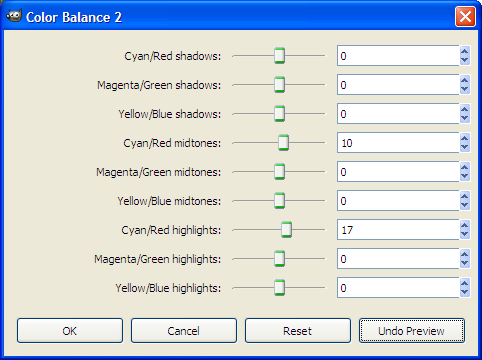 Color Balance 2
Cyan/Red shadows: 0
Magenta/Green shadows: 0
Yellow/Blue shadows: 0
Cyan/Red midtones: 10
Magenta/Green midtones: 0
Yellow/Blue midtones: 0
Cyan/Red highlights: 17
Magenta/Green highlights: 0
Yellow/Blue highlights: 0
OK Cancel Reset Undo Preview